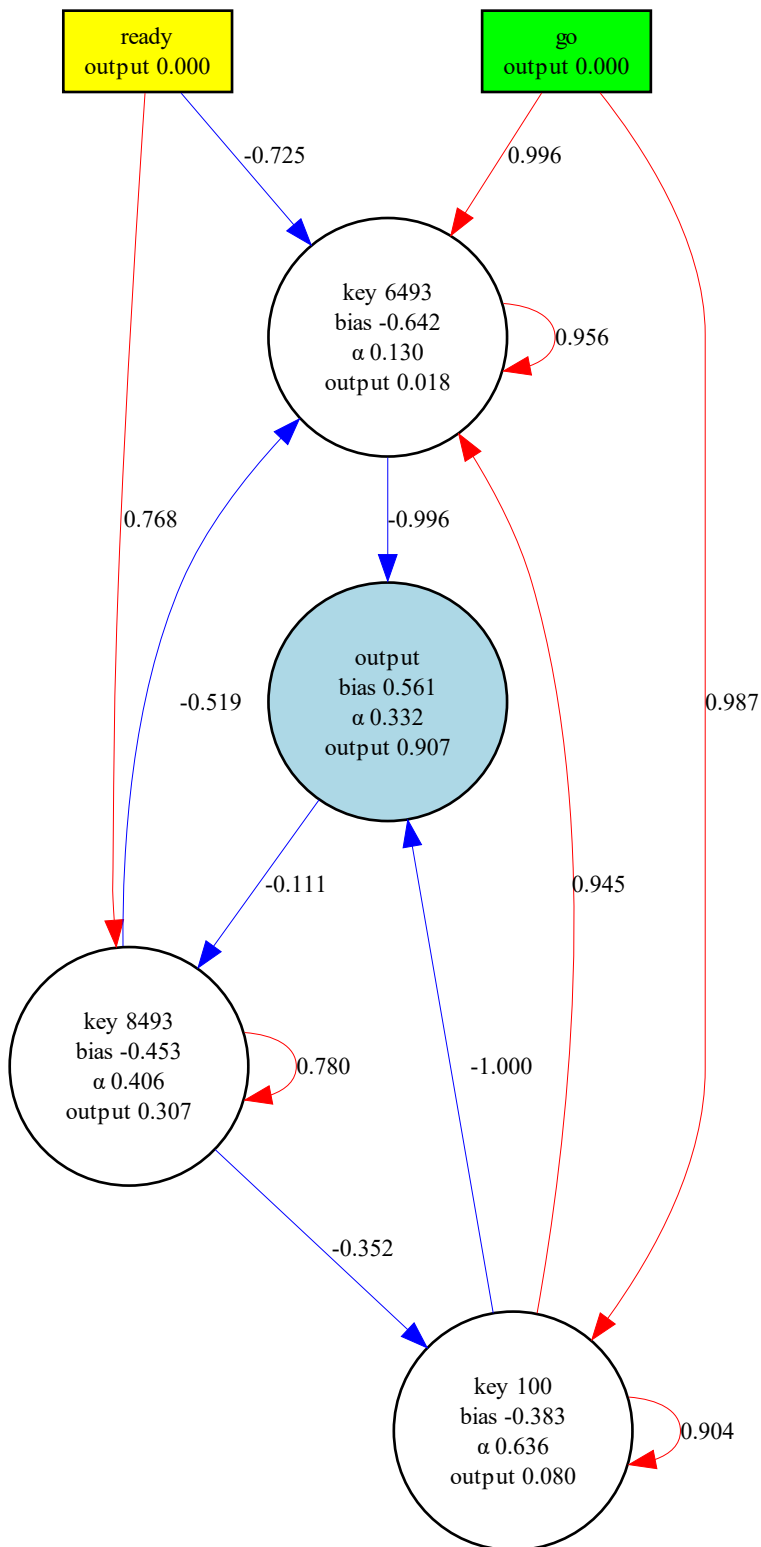 ready
output 0.000
go
output 0.000
-0.725
0.996
key 6493
bias -0.642
α 0.130
output 0.018
0.956
0.768
-0.996
-0.519
output
bias 0.561
α 0.332
output 0.907
0.987
-0.111
0.945
key 8493
bias -0.453
α 0.406
output 0.307
0.780
-1.000
-0.352
key 100
bias -0.383
α 0.636
output 0.080
0.904